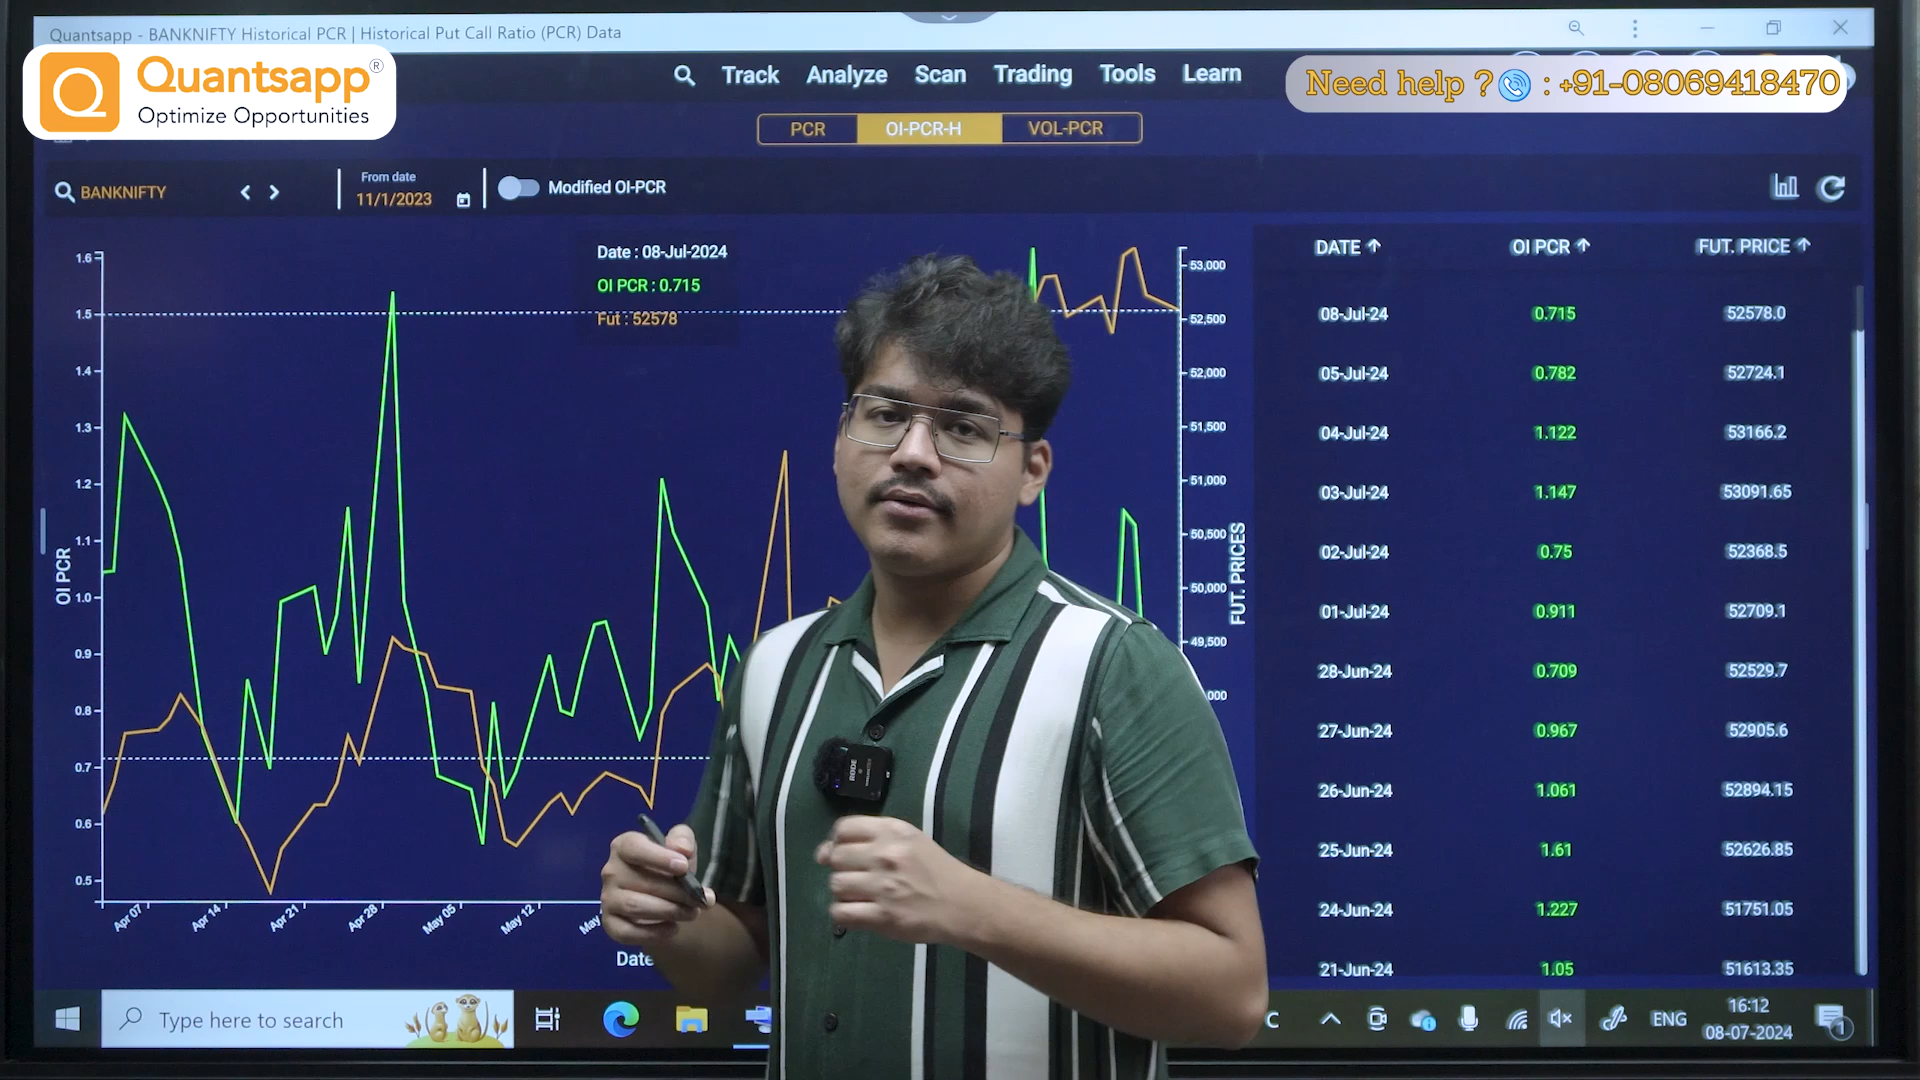 Quantsapp - BANKNIFTY Historical PCR | Historical Put Call Ratio (PCR) Data
Quantsapp®
Optimize Opportunities
Track Analyze Scan Trading Tools Learn
Need help ? : +91-08069418470
PCR OI-PCR-H VOL-PCR
BANKNIFTY
From date
11/1/2023
Modified OI-PCR
Date : 08-Jul-2024
OI PCR : 0.715
Fut : 52578
1.6
1.5
1.4
1.3
1.2
1.1
1.0
0.9
0.8
0.7
0.6
0.5
OI PCR
Apr 07
Apr 14
Apr 21
Apr 28
May 05
May 12
May
Date
53,000
52,500
52,000
51,500
51,000
50,500
50,000
49,500
000
FUT. PRICES
DATE OI PCR FUT. PRICE
08-Jul-24 0.715 52578.0
05-Jul-24 0.782 52724.1
04-Jul-24 1.122 53166.2
03-Jul-24 1.147 53091.65
02-Jul-24 0.75 52368.5
01-Jul-24 0.911 52709.1
28-Jun-24 0.709 52529.7
27-Jun-24 0.967 52905.6
26-Jun-24 1.061 52894.15
25-Jun-24 1.61 52626.85
24-Jun-24 1.227 51751.05
21-Jun-24 1.05 51613.35
RODE
Type here to search
C
ENG
16:12
08-07-2024
1